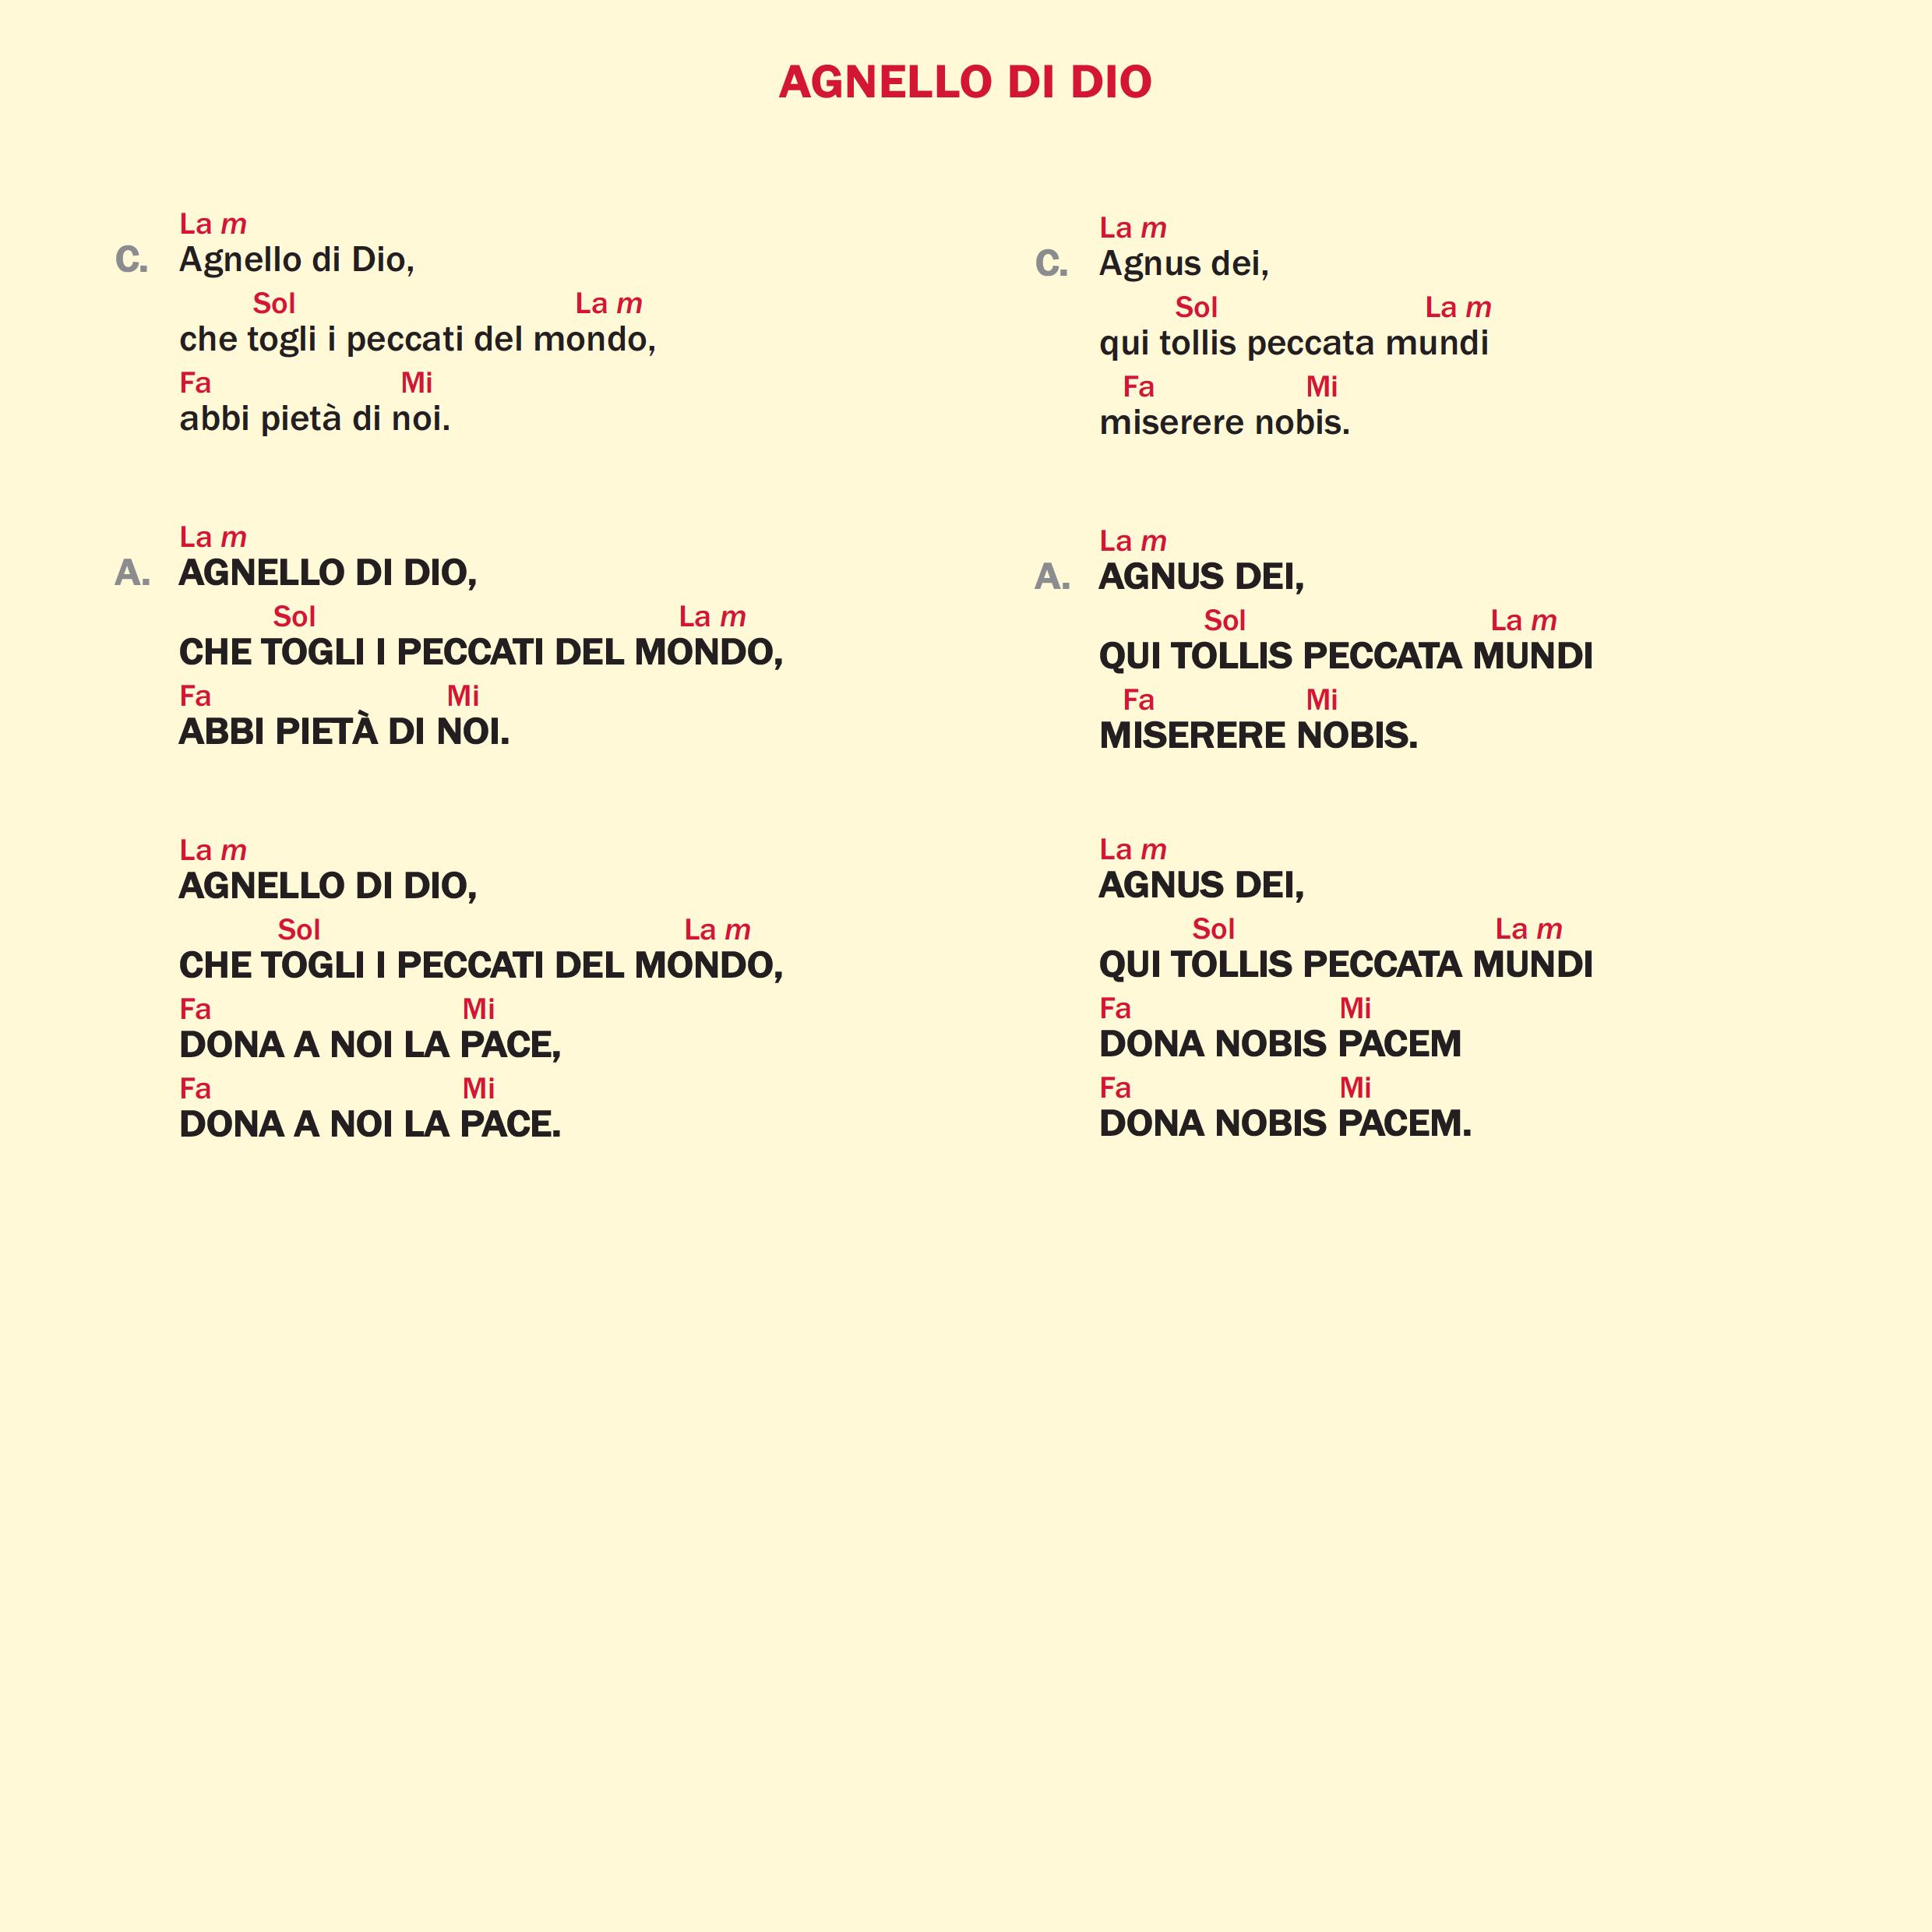 AGNELLO DI DIO
La m
C. Agnello di Dio,
Sol La m
che togli i peccati del mondo,
Fa Mi
abbi pietà di noi.
La m
A. AGNELLO DI DIO,
Sol La m
CHE TOGLI I PECCATI DEL MONDO,
Fa Mi
ABBI PIETÀ DI NOI.
La m
AGNELLO DI DIO,
Sol La m
CHE TOGLI I PECCATI DEL MONDO,
Fa Mi
DONA A NOI LA PACE,
Fa Mi
DONA A NOI LA PACE.
La m
C. Agnus dei,
Sol La m
qui tollis peccata mundi
Fa Mi
miserere nobis.
La m
A. AGNUS DEI,
Sol La m
QUI TOLLIS PECCATA MUNDI
Fa Mi
MISERERE NOBIS.
La m
AGNUS DEI,
Sol La m
QUI TOLLIS PECCATA MUNDI
Fa Mi
DONA NOBIS PACEM
Fa Mi
DONA NOBIS PACEM.